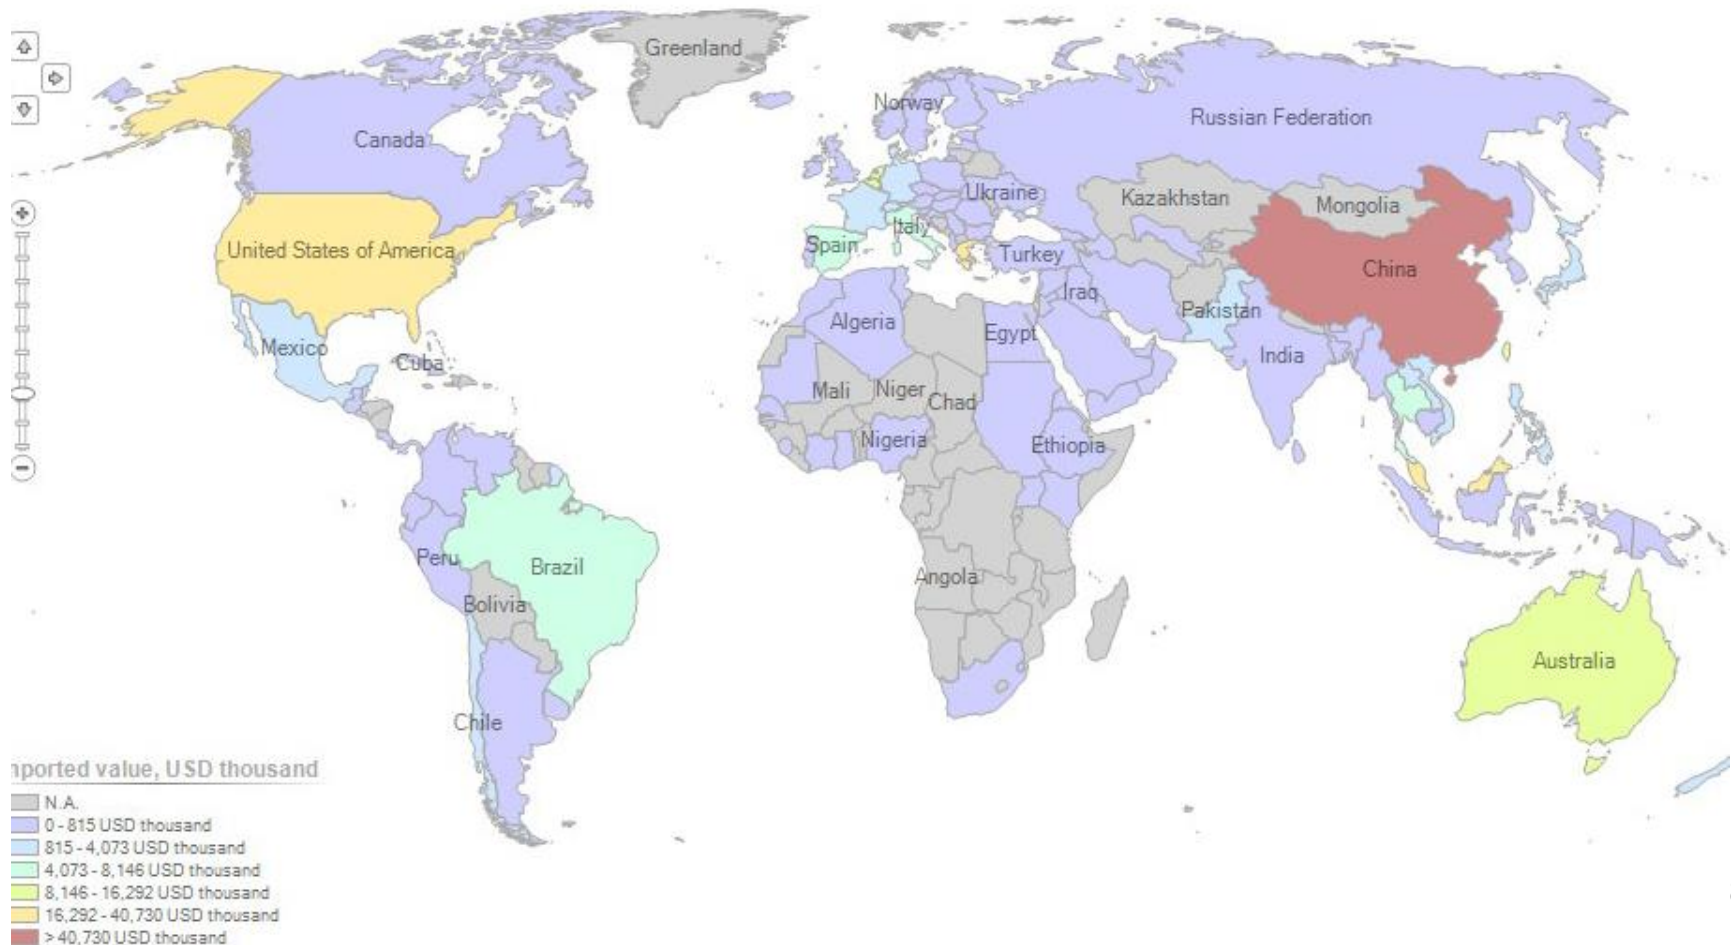 Greenland
Norway
Russian Federation
Canada
Ukraine
Kazakhstan
Mongolia
Italy
Spain
United States of America
Turkey
China
Iraq
Pakistan
Algeria
Egypt
India
Mexico
Cuba
Mali
Niger
Chad
Nigeria
Ethiopia
Peru
Brazil
Angola
Bolivia
Australia
Chile
mported value, USD thousand
N.A.
0 - 815 USD thousand
815 - 4,073 USD thousand
4,073 - 8,146 USD thousand
8,146 - 16,292 USD thousand
16,292 - 40,730 USD thousand
> 40,730 USD thousand